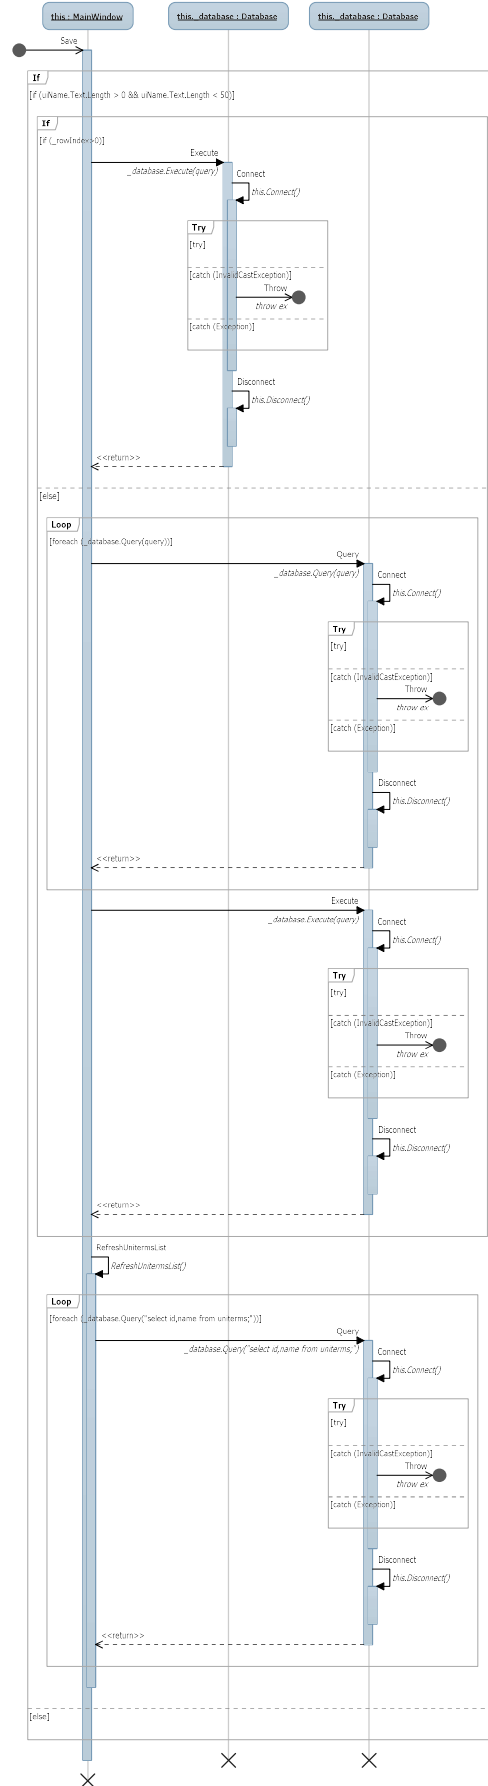 this : MainWindow
this._database : Database
this._database : Database
Save
If
[if (uiName.Text.Length > 0 && uiName.Text.Length < 50)]
If
[if (_rowIndex>0)]
Execute
_database.Execute(query)
Connect
this.Connect()
Try
[try]
[catch (InvalidCastException)]
Throw
throw ex
[catch (Exception)]
Disconnect
this.Disconnect()
<<return>>
[else]
Loop
[foreach (_database.Query(query))]
Query
_database.Query(query)
Connect
this.Connect()
Try
[try]
[catch (InvalidCastException)]
Throw
throw ex
[catch (Exception)]
Disconnect
this.Disconnect()
<<return>>
Execute
_database.Execute(query)
Connect
this.Connect()
Try
[try]
[catch (InvalidCastException)]
Throw
throw ex
[catch (Exception)]
Disconnect
this.Disconnect()
<<return>>
RefreshUnitermsList
RefreshUnitermsList()
Loop
[foreach (_database.Query("select id,name from uniterms;"))]
Query
_database.Query("select id,name from uniterms;")
Connect
this.Connect()
Try
[try]
[catch (InvalidCastException)]
Throw
throw ex
[catch (Exception)]
Disconnect
this.Disconnect()
<<return>>
[else]